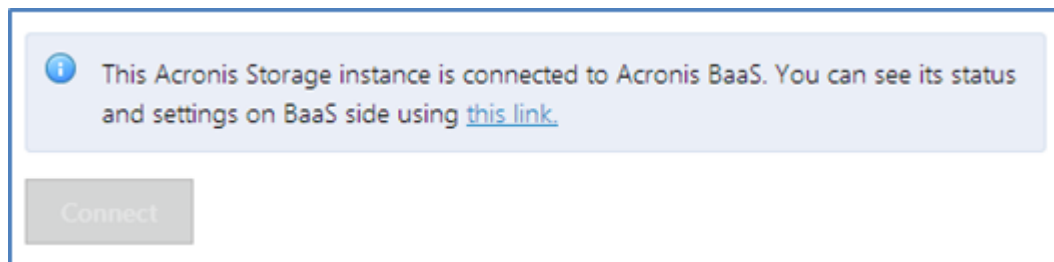 This Acronis Storage instance is connected to Acronis BaaS. You can see its status
and settings on BaaS side using this link.
Connect